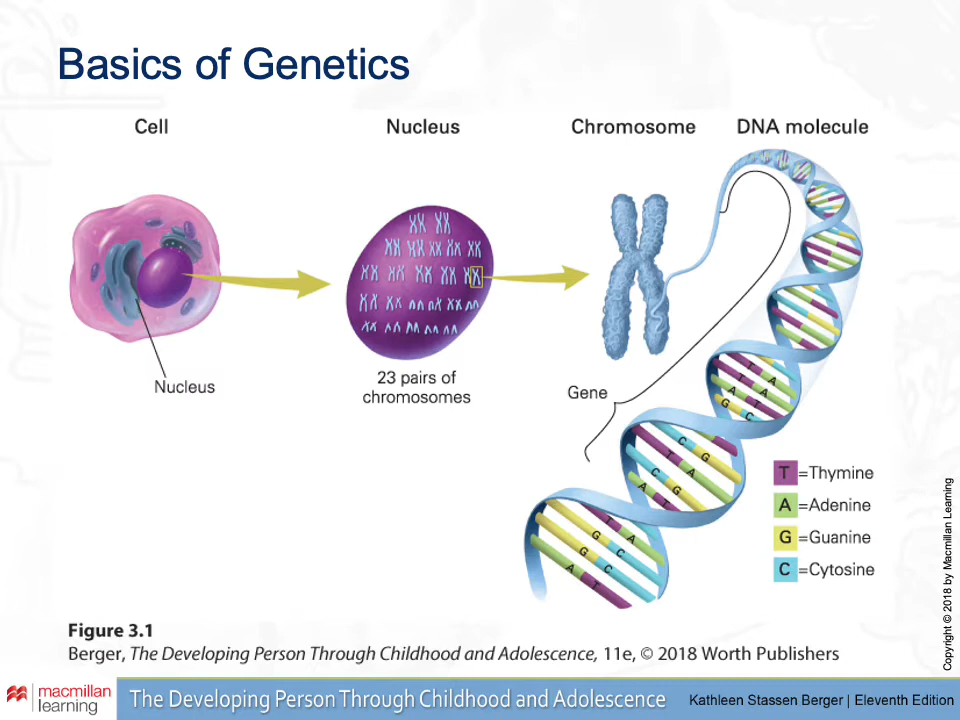 Basics of Genetics
Cell
Nucleus
Chromosome
DNA molecule
Nucleus
23 pairs of
chromosomes
Gene
T A
T A
A T
G C
C G
T A
C G
A T
T A
G C
G C
A T
T =Thymine
A =Adenine
G =Guanine
C =Cytosine
Copyright © 2018 by Macmillan Learning
Figure 3.1
Berger, The Developing Person Through Childhood and Adolescence, 11e, © 2018 Worth Publishers
macmillan
learning
The Developing Person Through Childhood and Adolescence
Kathleen Stassen Berger | Eleventh Edition